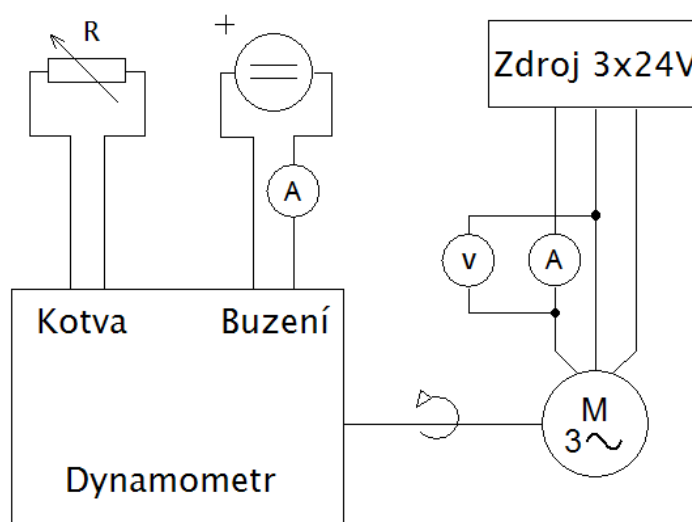 R
+
Zdroj 3x24V
A
v
A
Kotva
Buzení
M
3~
Dynamometr